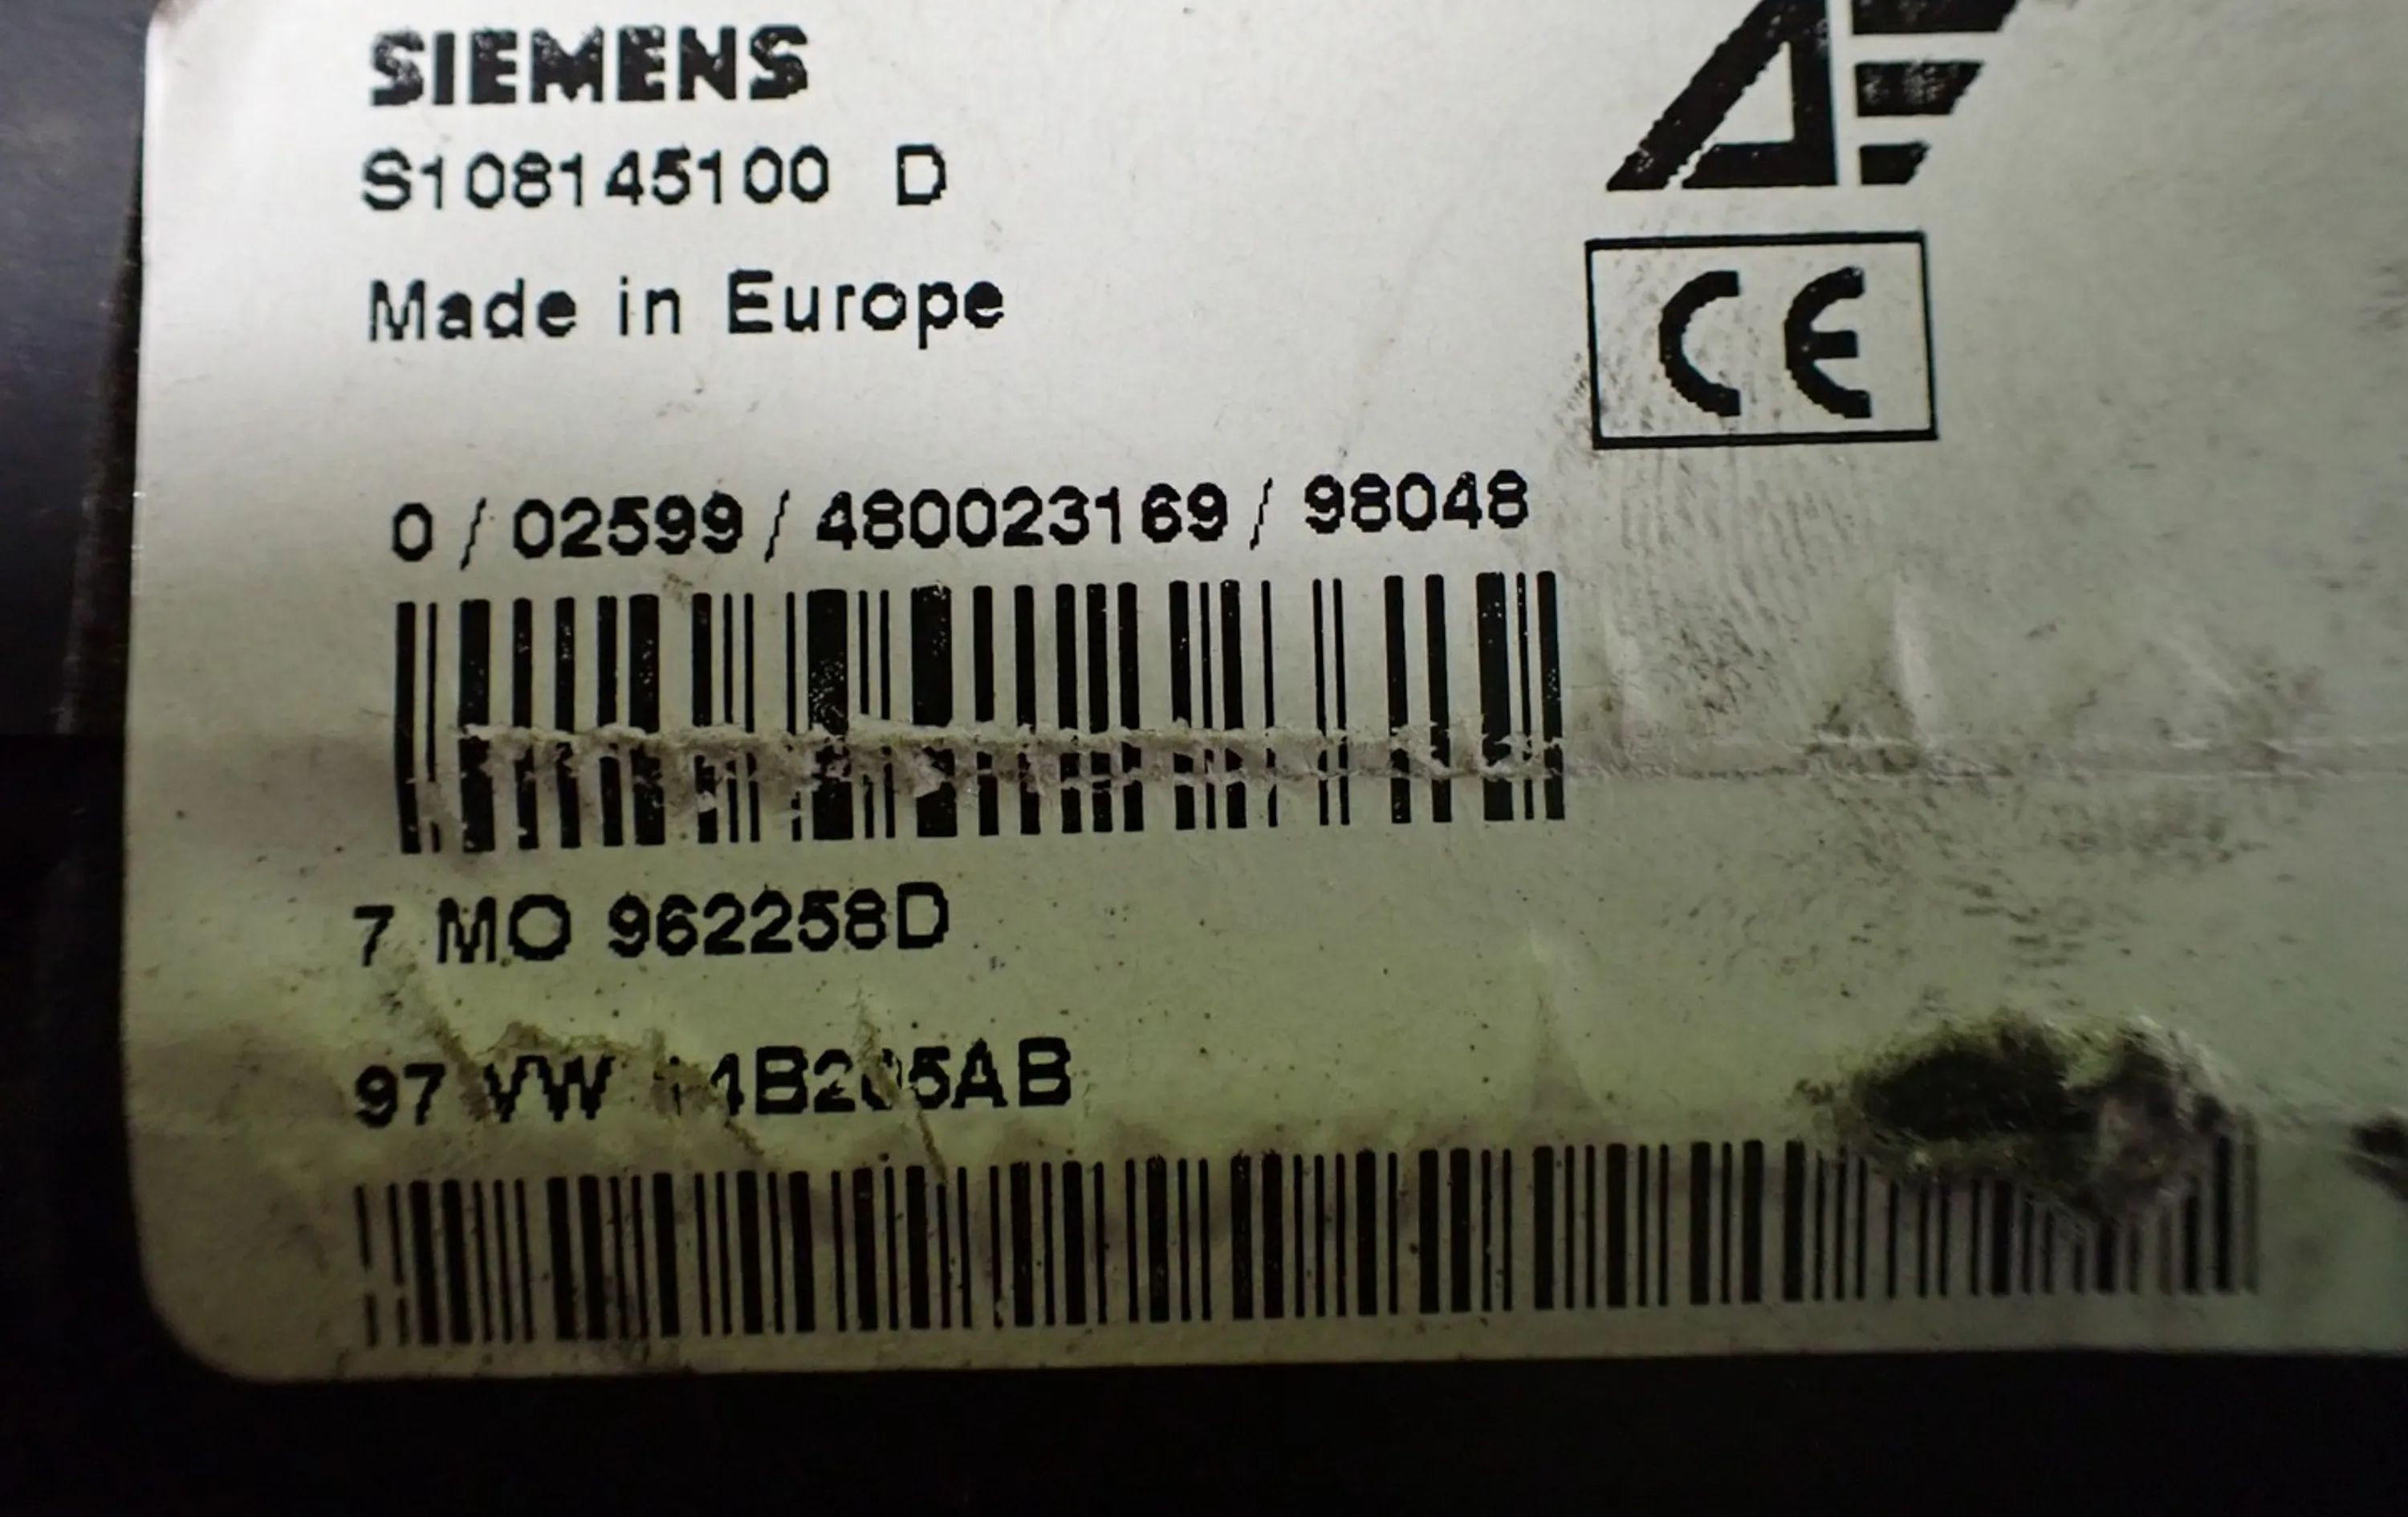 SIEMENS
S108145100 D
Made in Europe
CE
0 / 02599 / 480023169 / 98048
7 MO 962258D
97 VW